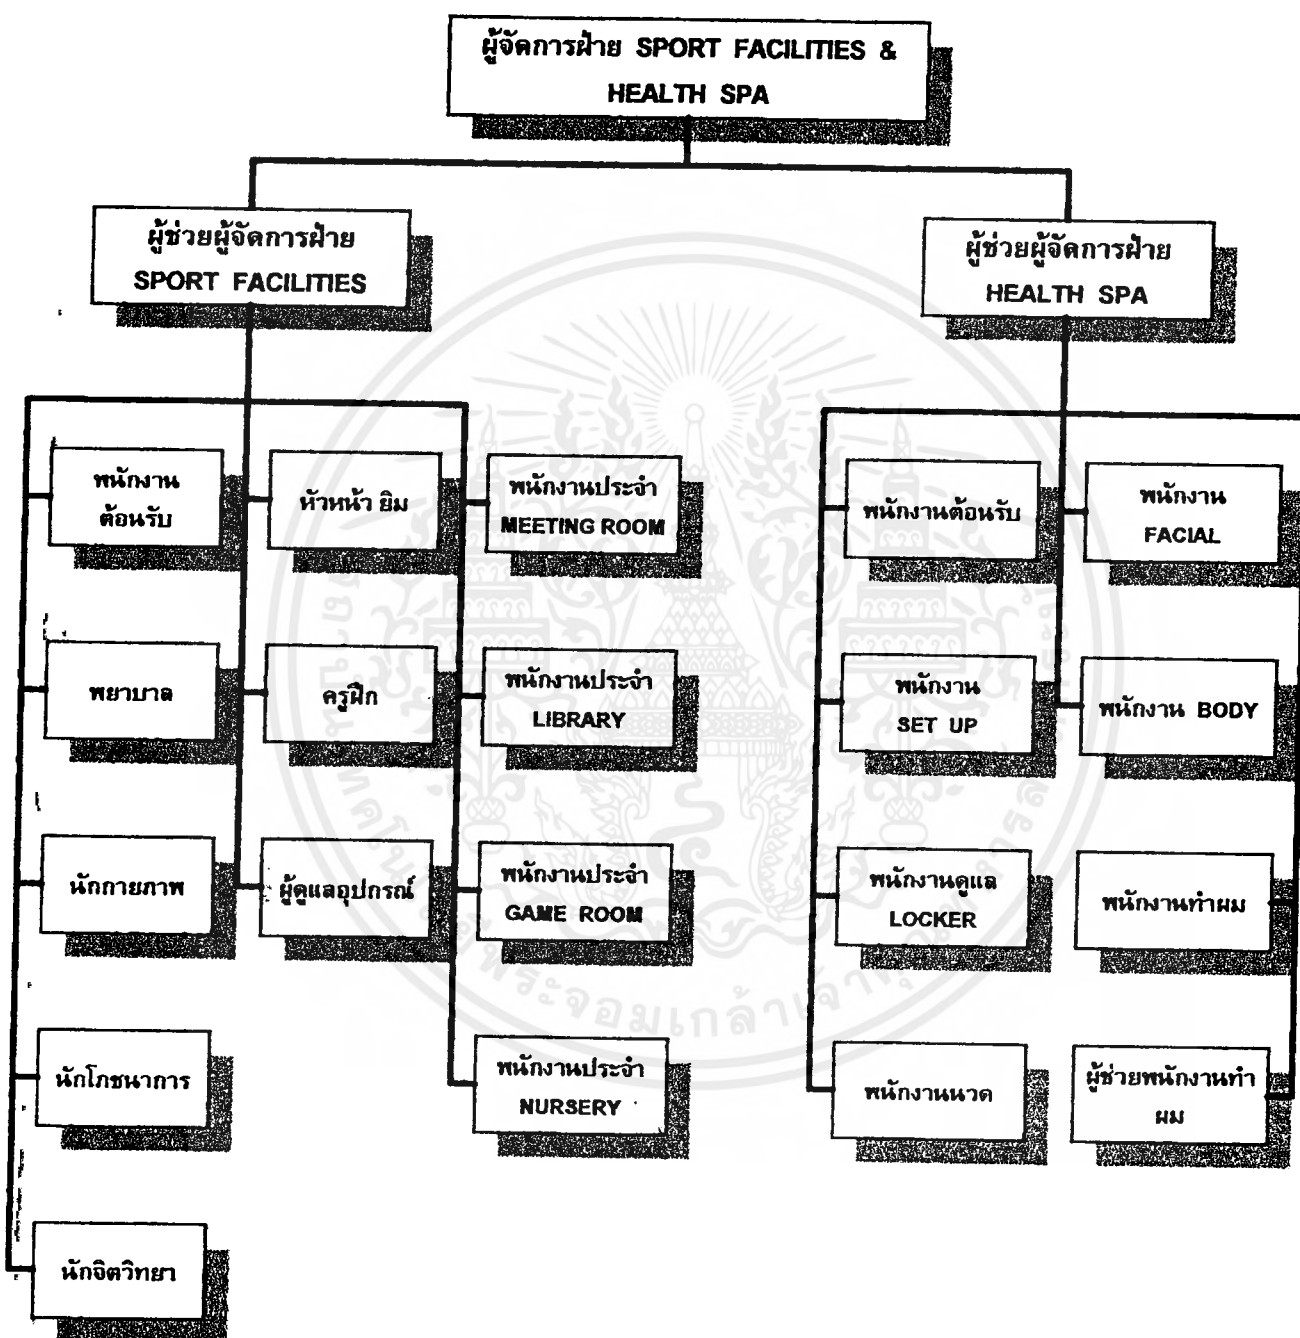 ผู้จัดการฝ่าย SPORT FACILITIES &
HEALTH SPA
ผู้ช่วยผู้จัดการฝ่าย
SPORT FACILITIES
ผู้ช่วยผู้จัดการฝ่าย
HEALTH SPA
พนักงาน
ต้อนรับ
หัวหน้า ยิม
พนักงานประจำ
MEETING ROOM
พนักงานต้อนรับ
พนักงาน
FACIAL
พยาบาล
ครูฝึก
พนักงานประจำ
LIBRARY
พนักงาน
SET UP
พนักงาน BODY
นักกายภาพ
ผู้ดูแลอุปกรณ์
พนักงานประจำ
GAME ROOM
พนักงานดูแล
LOCKER
พนักงานทำผม
นักโภชนาการ
พนักงานประจำ
NURSERY
พนักงานนวด
ผู้ช่วยพนักงานทำ
ผม
นักจิตวิทยา